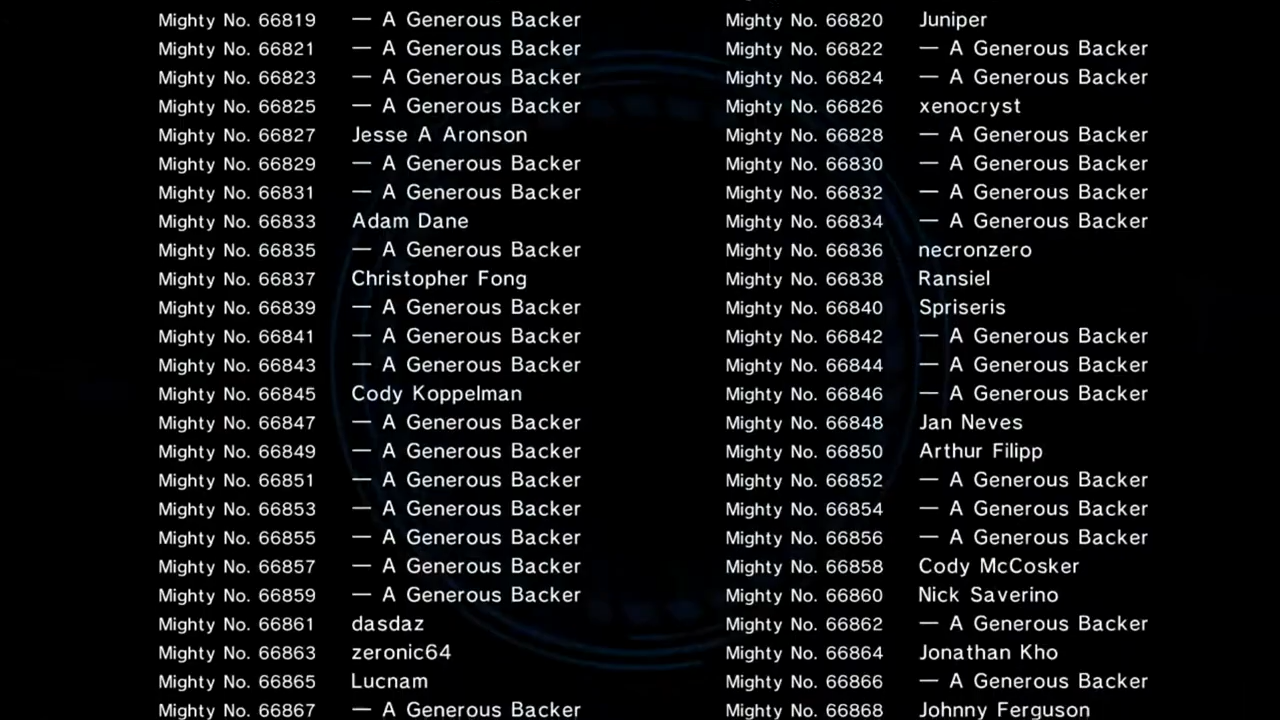 Mighty No. 66819 — A Generous Backer Mighty No. 66820 Juniper
Mighty No. 66821 — A Generous Backer Mighty No. 66822 — A Generous Backer
Mighty No. 66823 — A Generous Backer Mighty No. 66824 — A Generous Backer
Mighty No. 66825 — A Generous Backer Mighty No. 66826 xenocryst
Mighty No. 66827 Jesse A Aronson Mighty No. 66828 — A Generous Backer
Mighty No. 66829 — A Generous Backer Mighty No. 66830 — A Generous Backer
Mighty No. 66831 — A Generous Backer Mighty No. 66832 — A Generous Backer
Mighty No. 66833 Adam Dane Mighty No. 66834 — A Generous Backer
Mighty No. 66835 — A Generous Backer Mighty No. 66836 necronzero
Mighty No. 66837 Christopher Fong Mighty No. 66838 Ransiel
Mighty No. 66839 — A Generous Backer Mighty No. 66840 Spriseris
Mighty No. 66841 — A Generous Backer Mighty No. 66842 — A Generous Backer
Mighty No. 66843 — A Generous Backer Mighty No. 66844 — A Generous Backer
Mighty No. 66845 Cody Koppelman Mighty No. 66846 — A Generous Backer
Mighty No. 66847 — A Generous Backer Mighty No. 66848 Jan Neves
Mighty No. 66849 — A Generous Backer Mighty No. 66850 Arthur Filipp
Mighty No. 66851 — A Generous Backer Mighty No. 66852 — A Generous Backer
Mighty No. 66853 — A Generous Backer Mighty No. 66854 — A Generous Backer
Mighty No. 66855 — A Generous Backer Mighty No. 66856 — A Generous Backer
Mighty No. 66857 — A Generous Backer Mighty No. 66858 Cody McCosker
Mighty No. 66859 — A Generous Backer Mighty No. 66860 Nick Saverino
Mighty No. 66861 dasdaz Mighty No. 66862 — A Generous Backer
Mighty No. 66863 zeronic64 Mighty No. 66864 Jonathan Kho
Mighty No. 66865 Lucnam Mighty No. 66866 — A Generous Backer
Mighty No. 66867 — A Generous Backer Mighty No. 66868 Johnny Ferguson